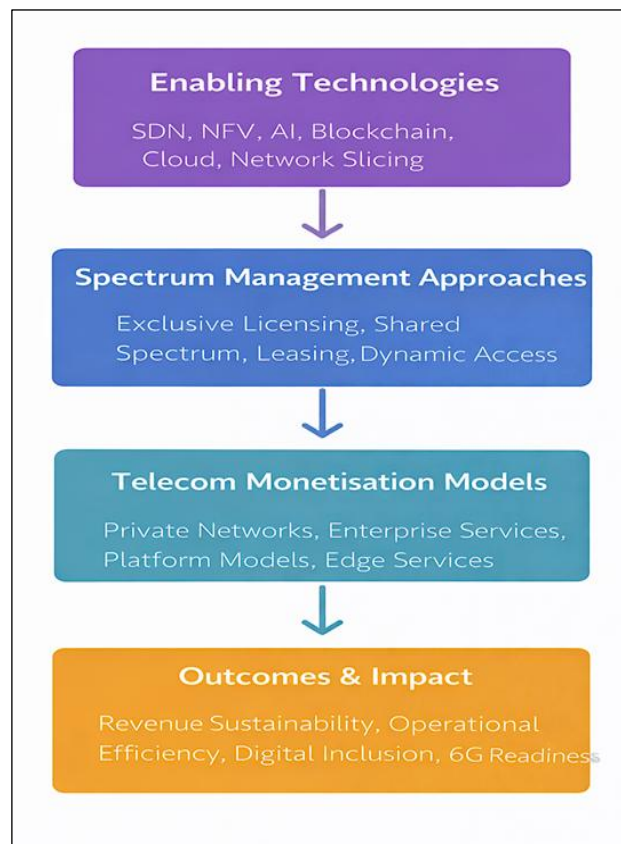 Enabling Technologies
SDN, NFV, AI, Blockchain,
Cloud, Network Slicing
Spectrum Management Approaches
Exclusive Licensing, Shared
Spectrum, Leasing, Dynamic Access
Telecom Monetisation Models
Private Networks, Enterprise Services,
Platform Models, Edge Services
Outcomes & Impact
Revenue Sustainability, Operational
Efficiency, Digital Inclusion, 6G Readiness